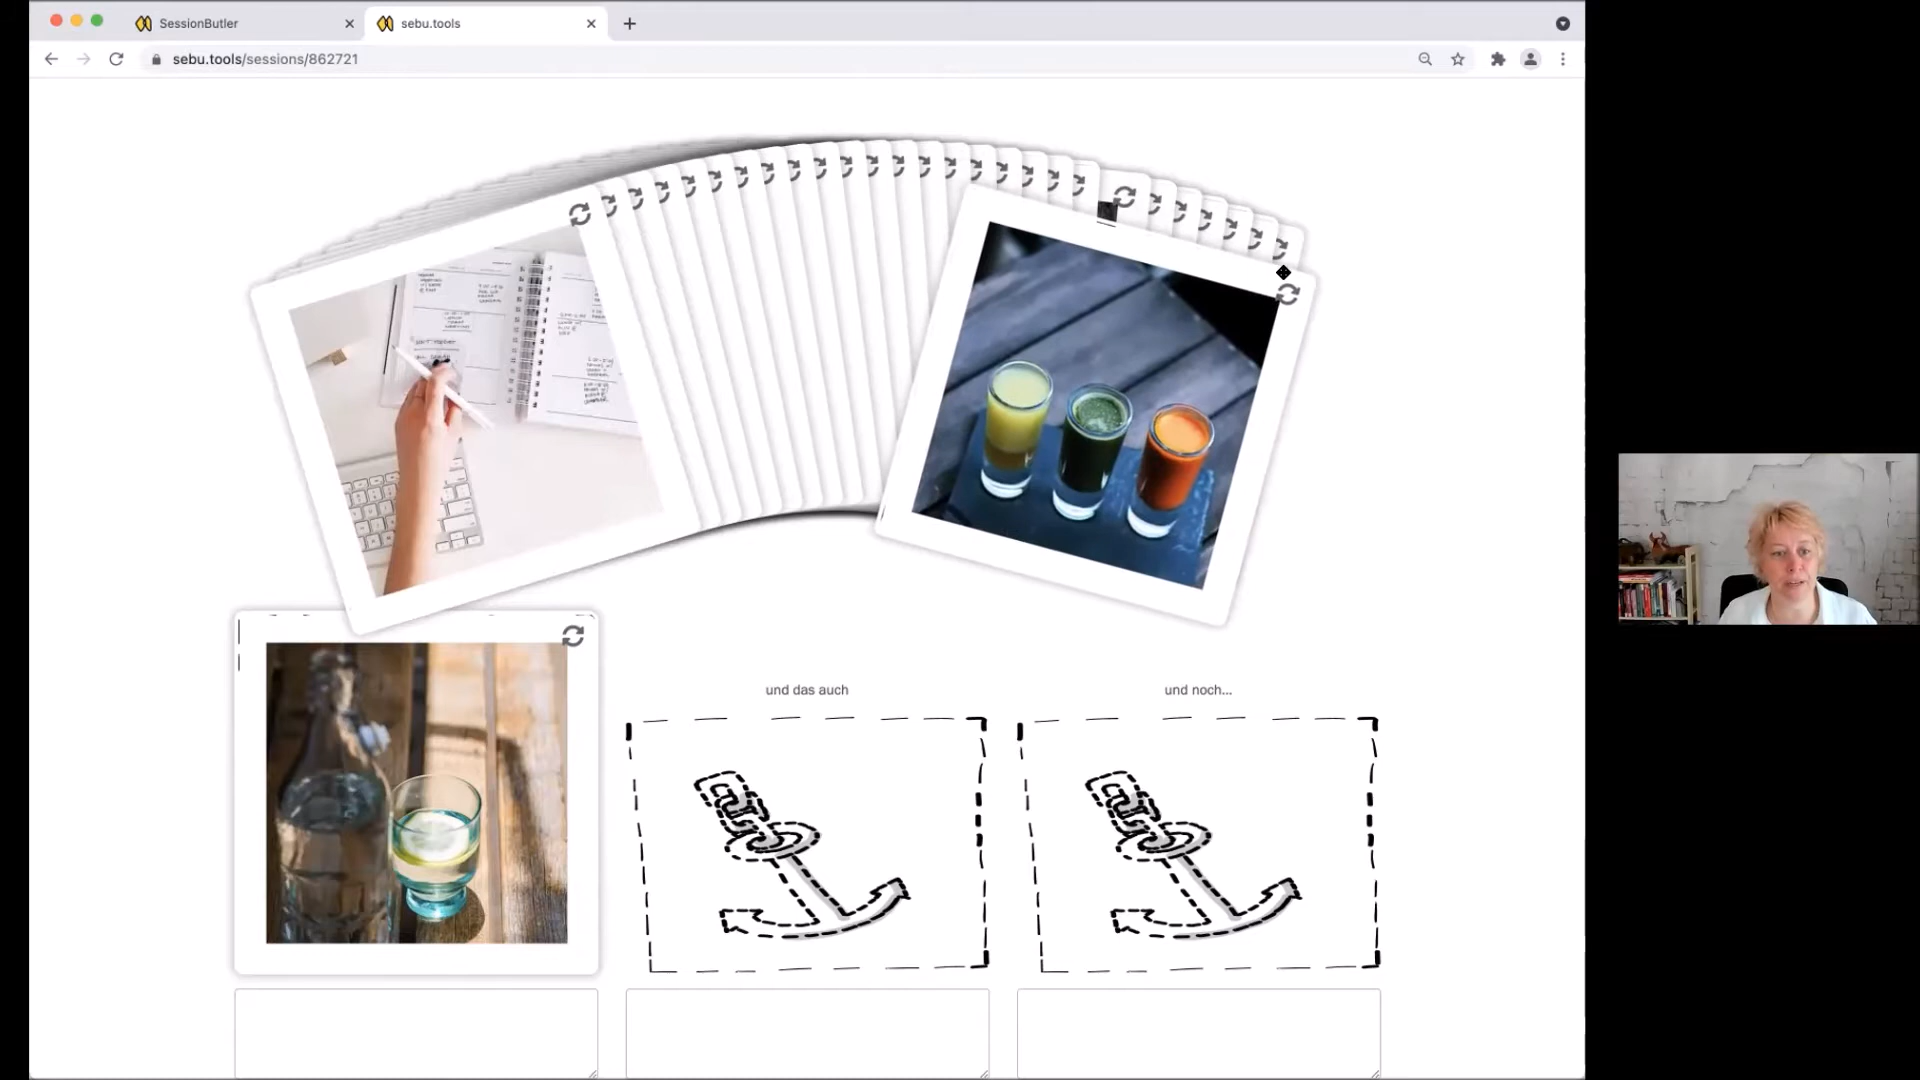 SessionButler
sebu.tools
sebu.tools/sessions/862721
und das auch
und noch...